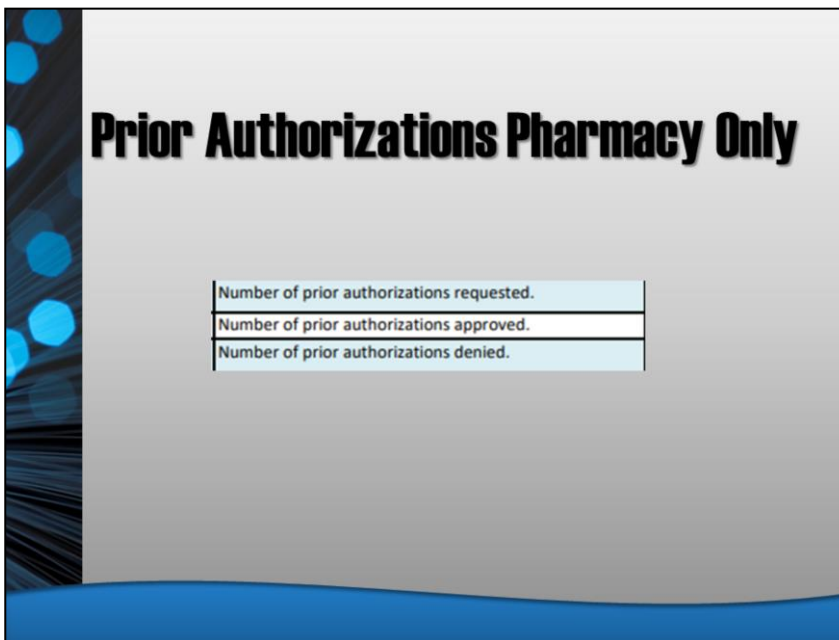 Prior Authorizations Pharmacy Only
Number of prior authorizations requested.
Number of prior authorizations approved.
Number of prior authorizations denied.